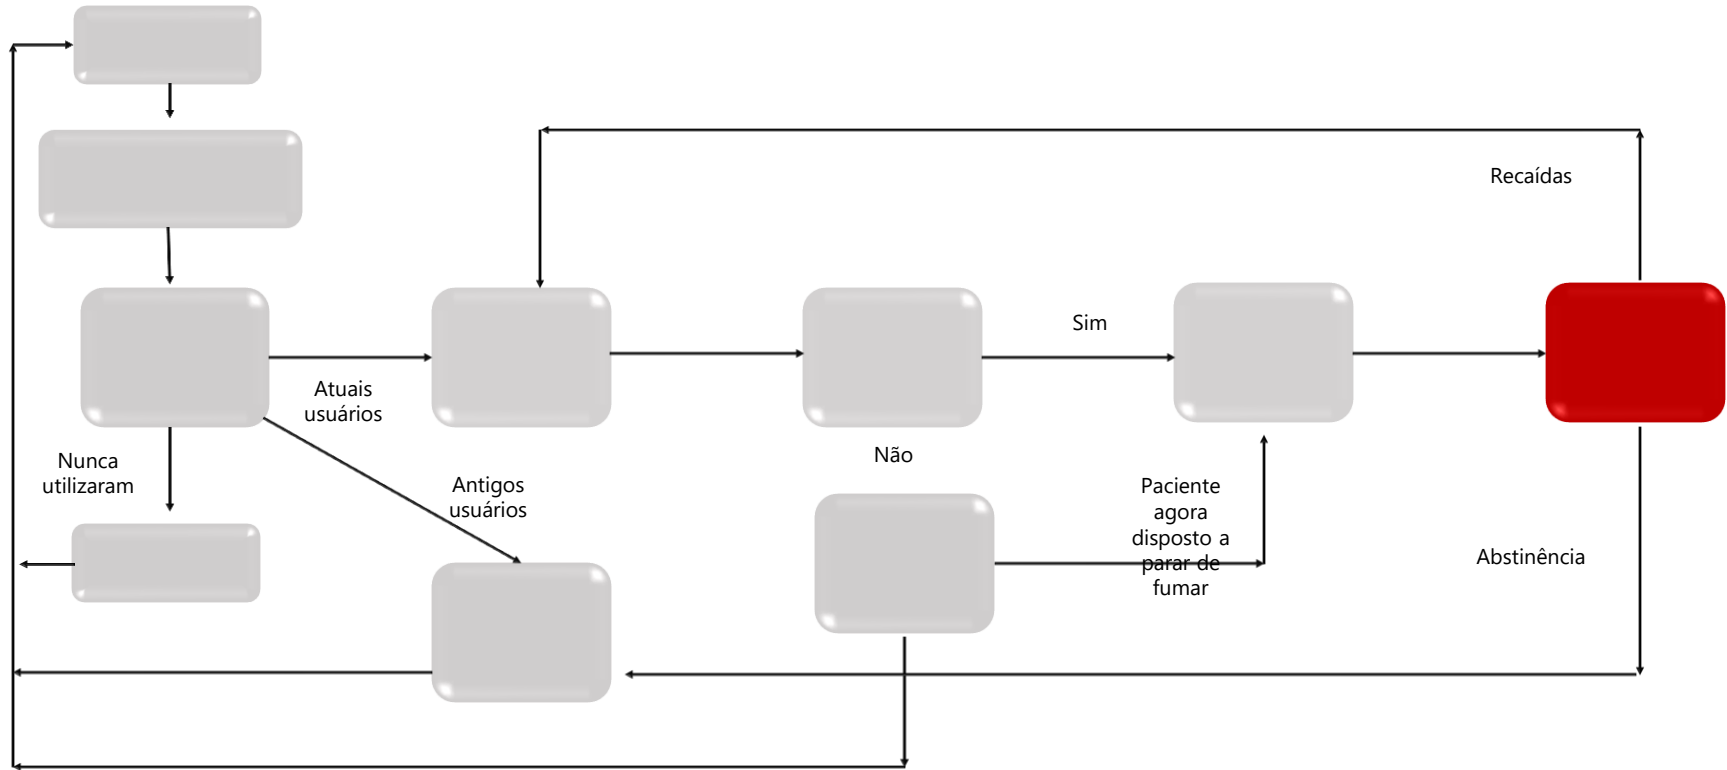 Recaídas
Sim
Atuais
usuários
Não
Nunca
utilizaram
Antigos
usuários
Paciente
agora
disposto a
parar de
fumar
Abstinência